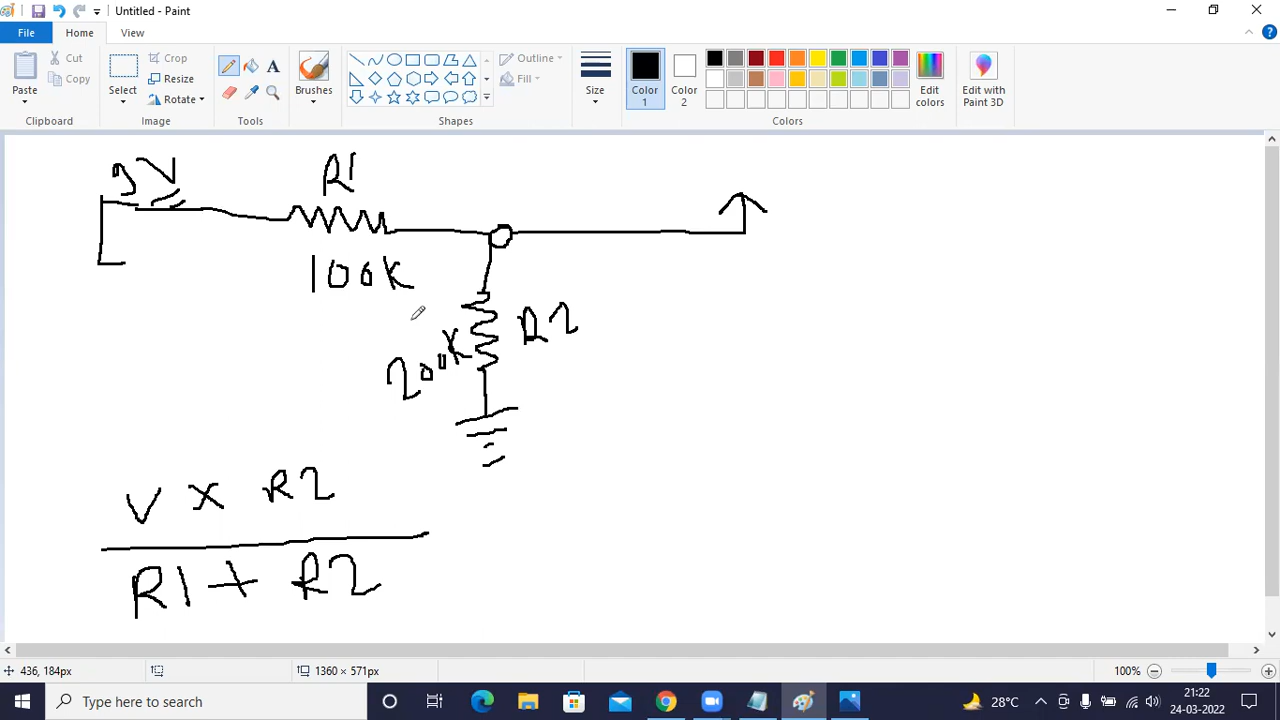 Untitled - Paint
File Home View
Paste
Cut
Copy
Clipboard
Select
Crop
Resize
Rotate
Image
A
Tools
Brushes
Outline
Fill
Shapes
Size
Color 1
Color 2
Edit colors
Edit with Paint 3D
Colors
9V
R1
100K
200K
R2
V x R2
R1 + R2
436, 184px
1360 × 571px
100%
Type here to search
28°C
21:22
24-03-2022